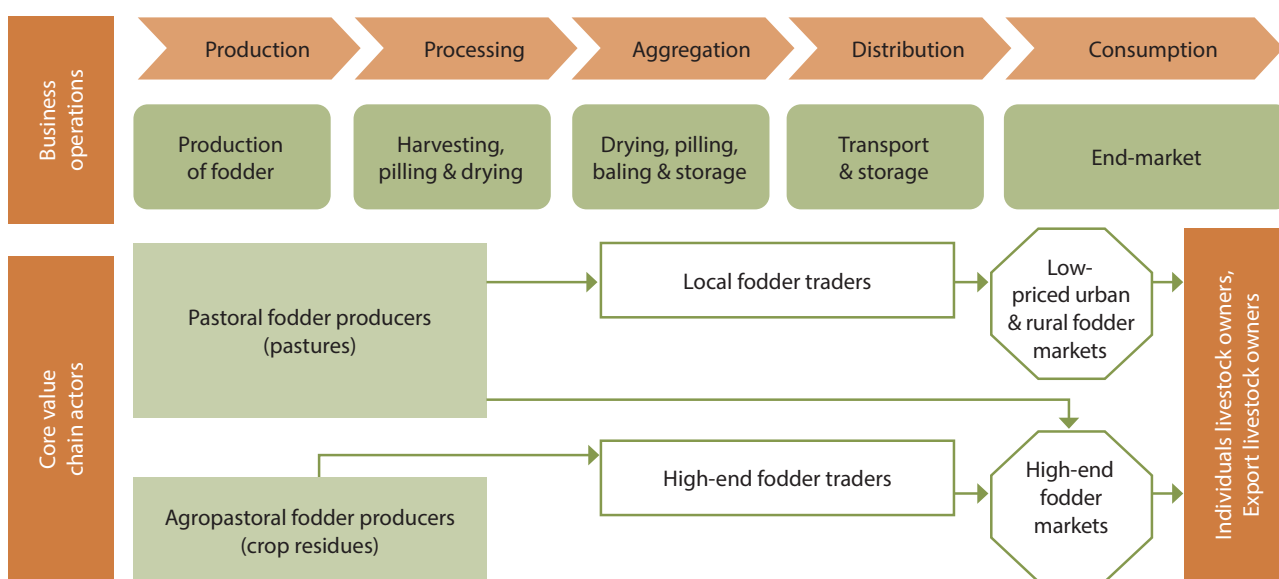 Business
operations
Production
Processing
Aggregation
Distribution
Consumption
Production
of fodder
Harvesting,
pilling & drying
Drying, pilling,
baling & storage
Transport
& storage
End-market
Core value
chain actors
Pastoral fodder producers
(pastures)
Local fodder traders
Low-
priced urban
& rural fodder
markets
Agropastoral fodder producers
(crop residues)
High-end fodder traders
High-end
fodder
markets
Individuals livestock owners,
Export livestock owners